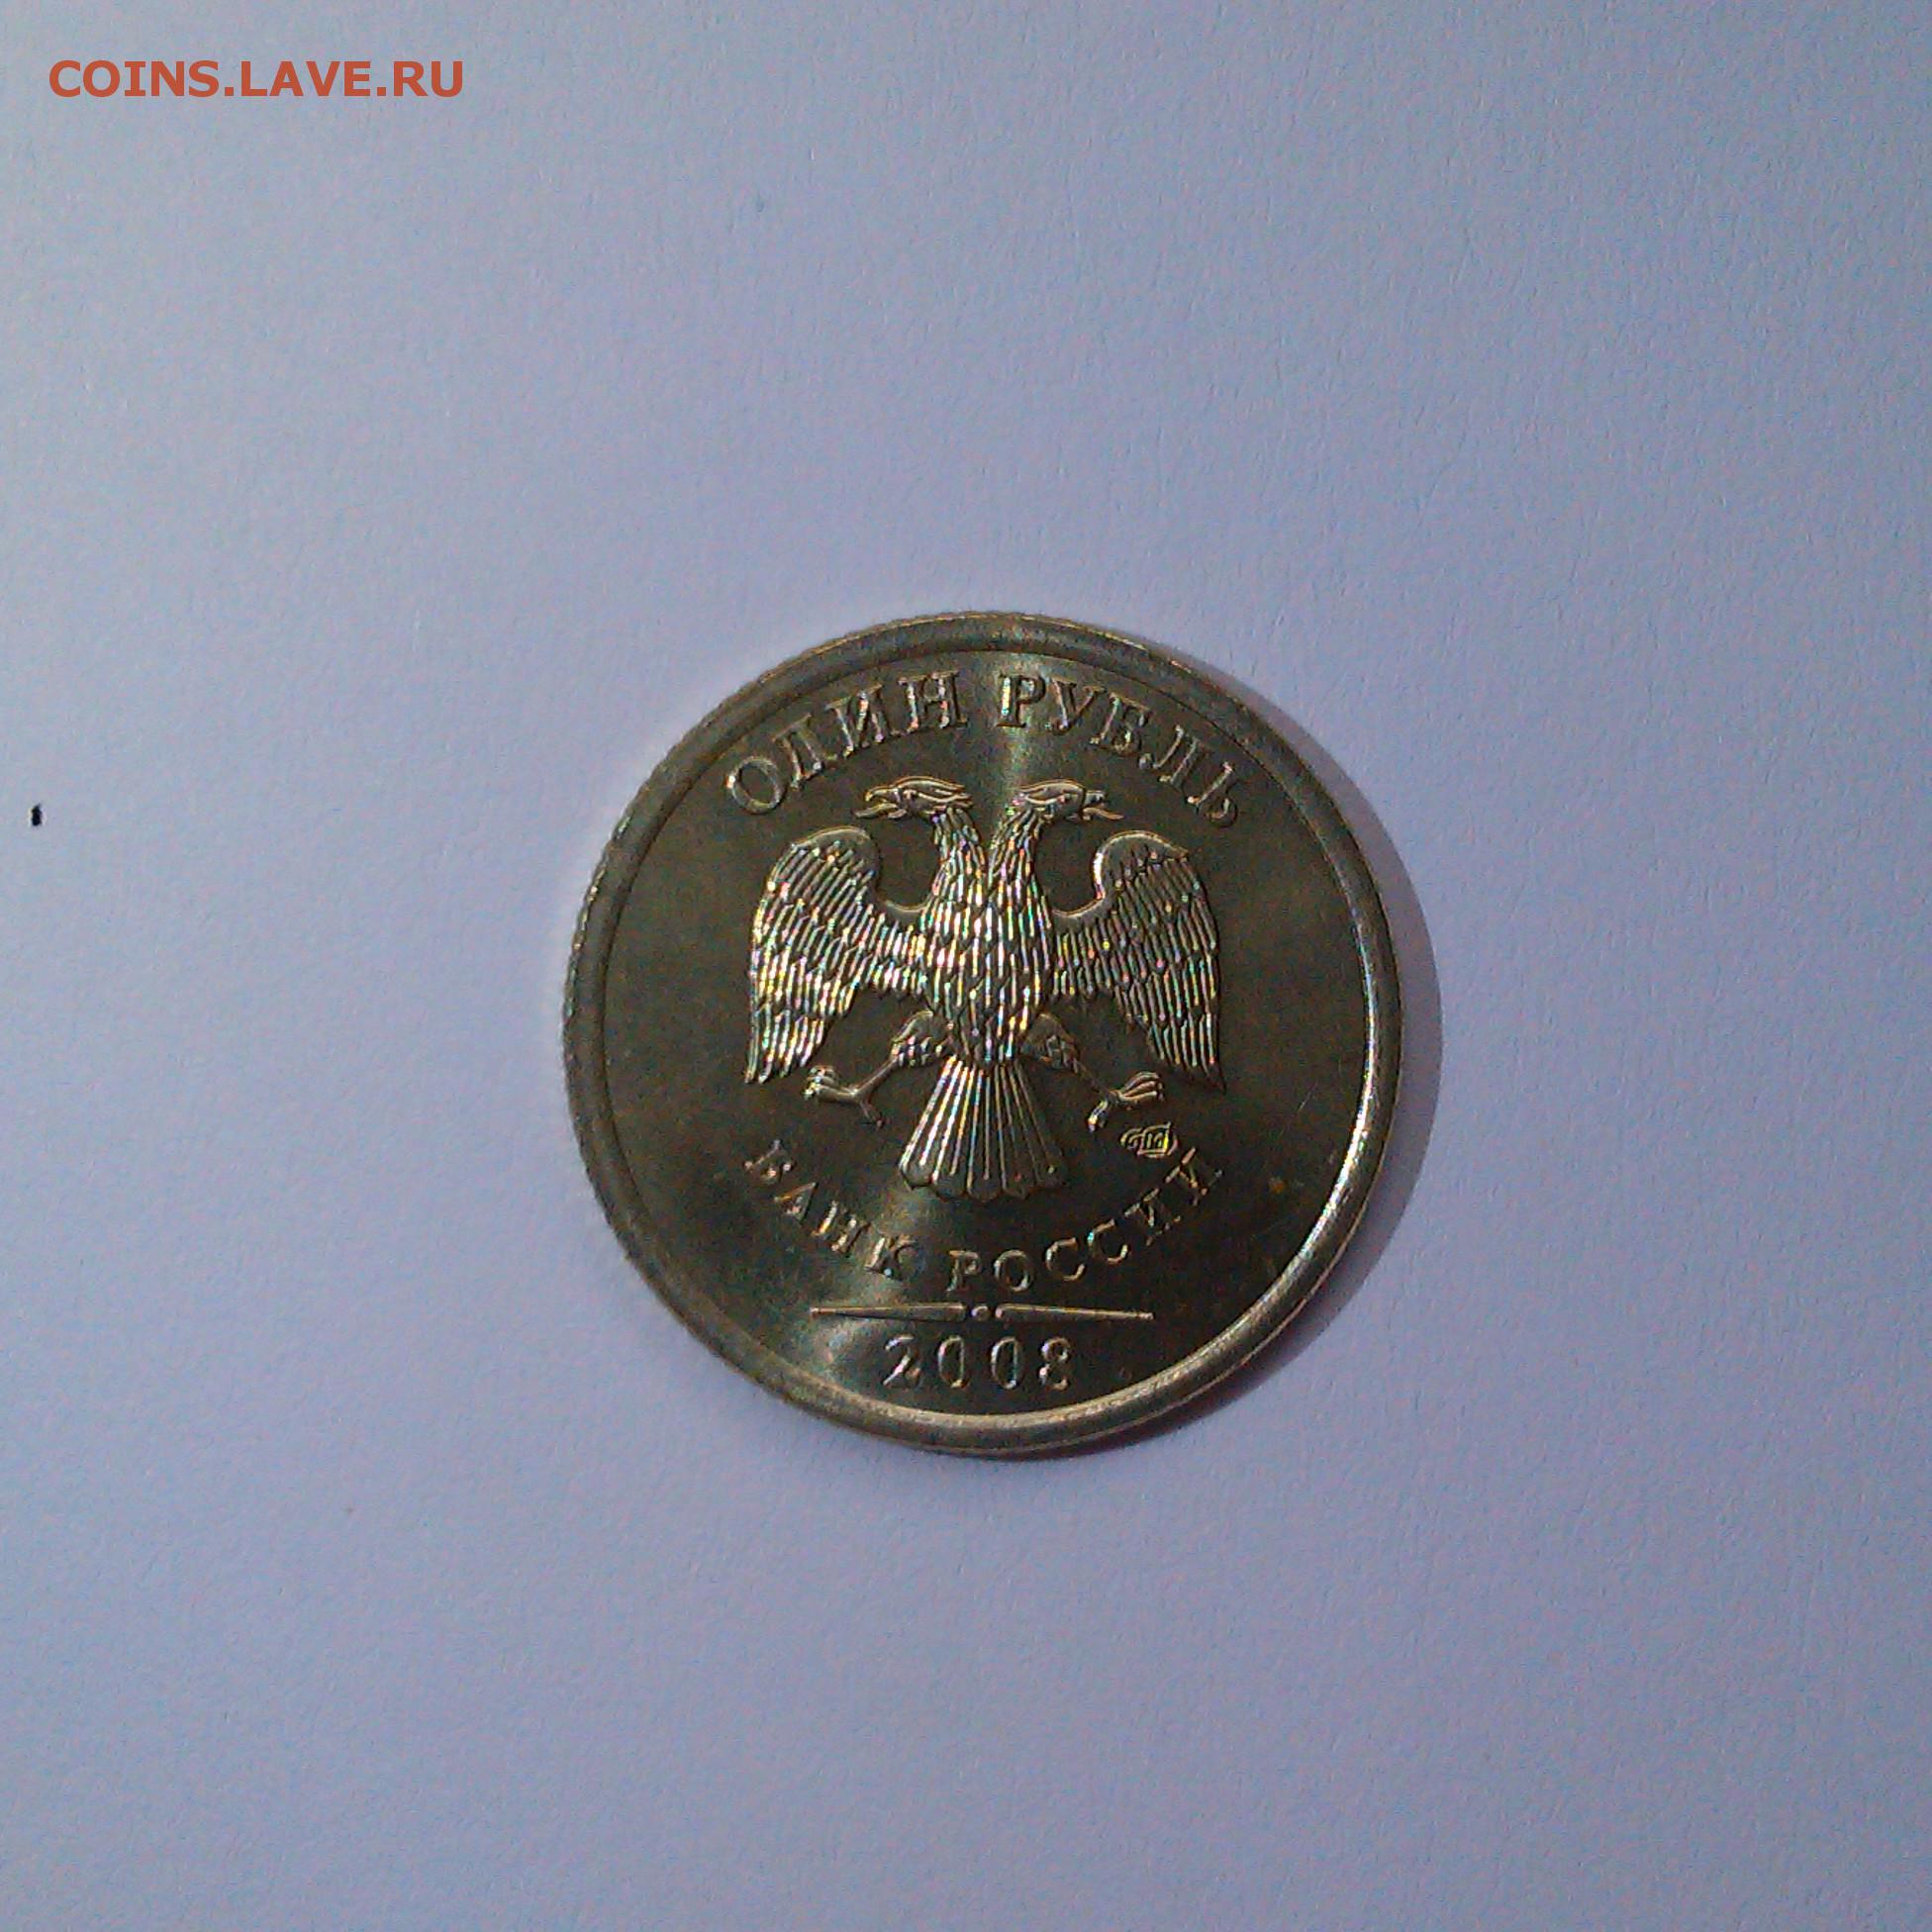 COINS.LAVE.RU
ОДИН РУБЛЬ
БАНК РОССИИ
2008